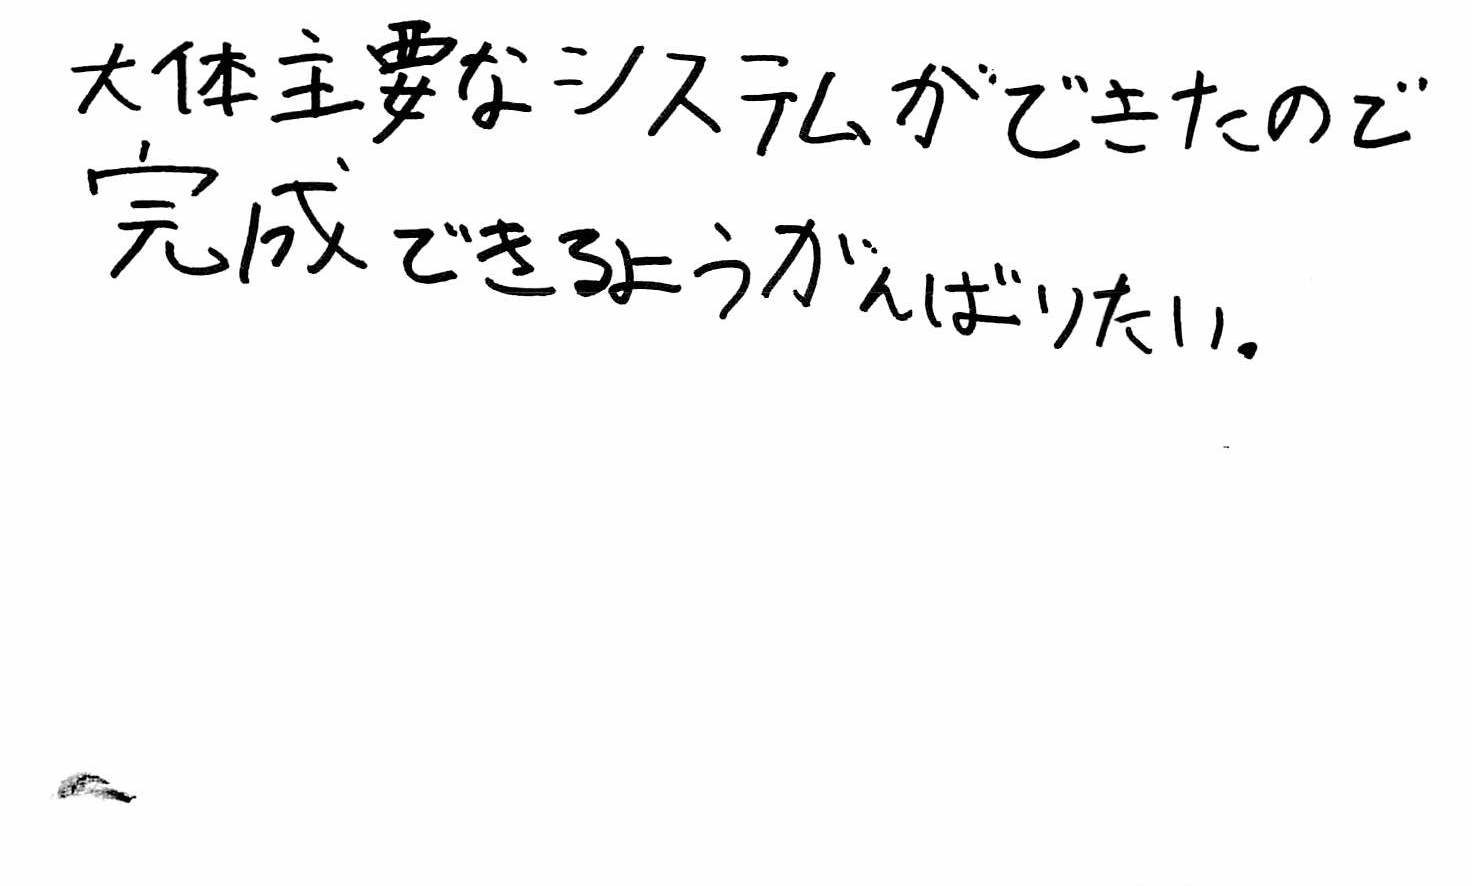 大体主要なシステムができたので
完成できるようがんばりたい.